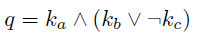 q = k_a ∧ (k_b ∨ ¬k_c)